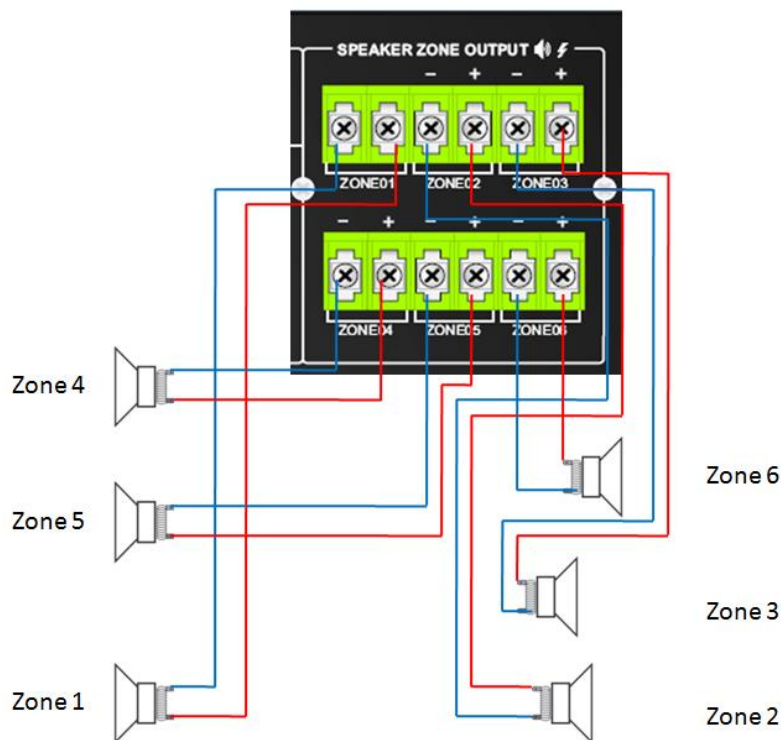 SPEAKER ZONE OUTPUT
− + − +
ZONE01 ZONE02 ZONE03
− + − + − +
ZONE04 ZONE05 ZONE06
Zone 4
Zone 5
Zone 1
Zone 6
Zone 3
Zone 2